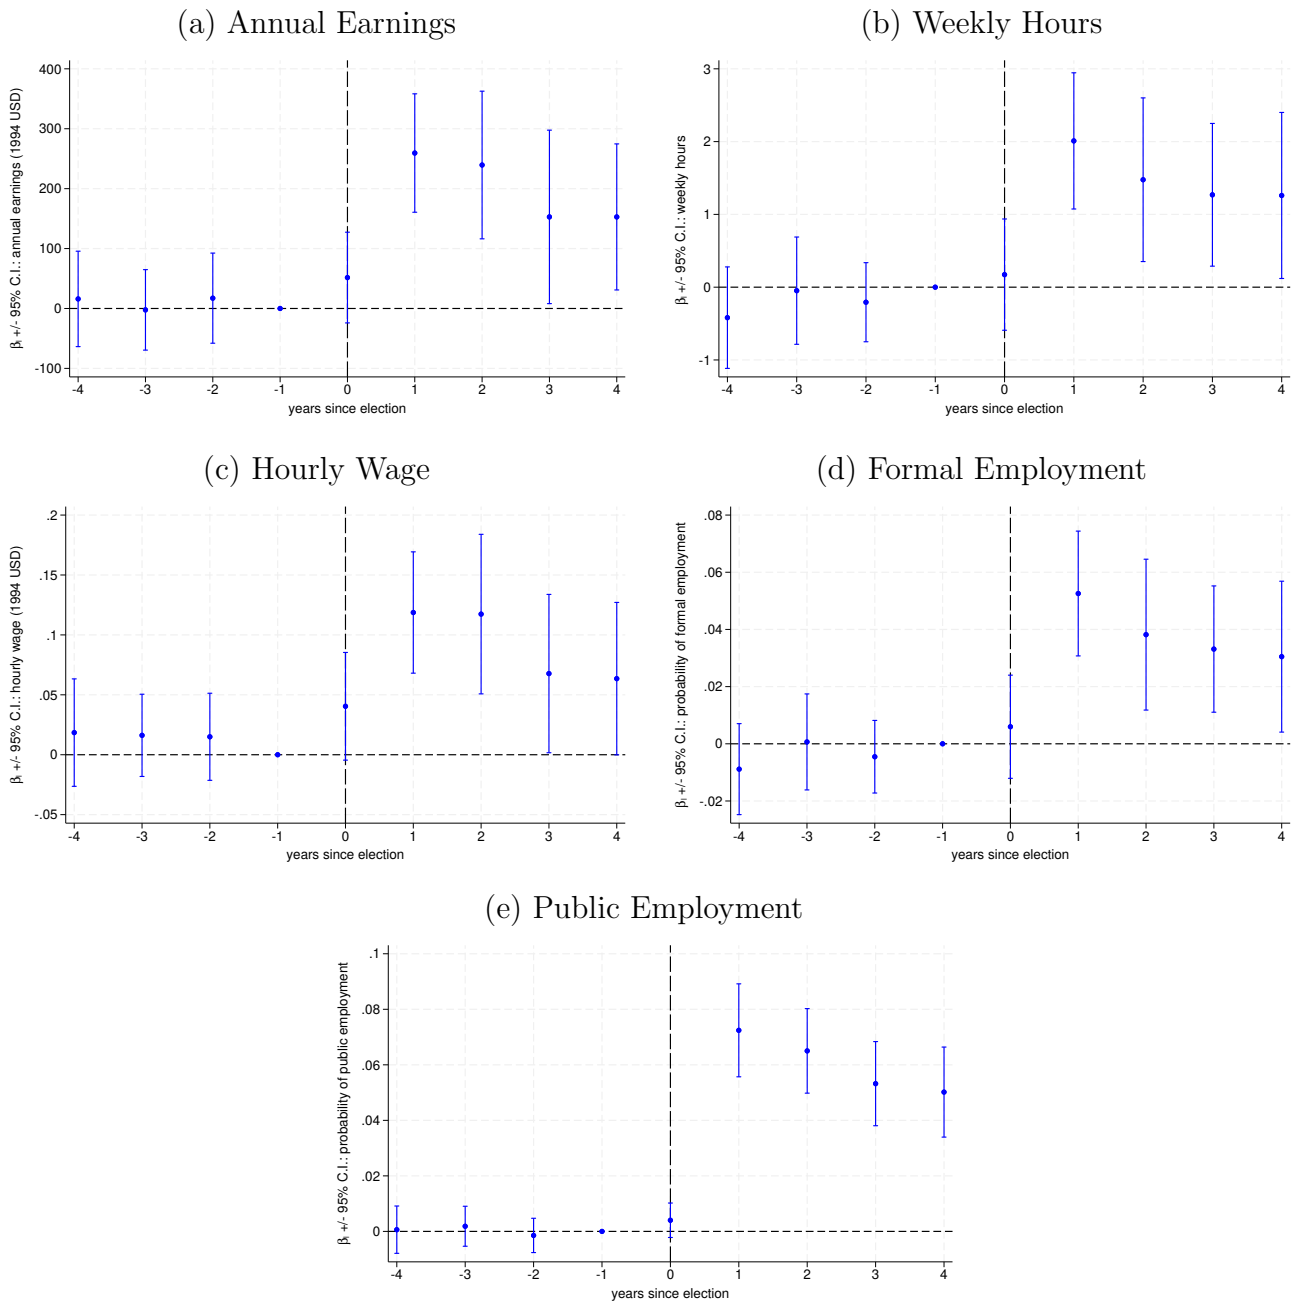 (a) Annual Earnings
β̂ₗ +/- 95% C.I.: annual earnings (1994 USD)
400
300
200
100
0
-100
-4 -3 -2 -1 0 1 2 3 4
years since election
(b) Weekly Hours
β̂ₗ +/- 95% C.I.: weekly hours
3
2
1
0
-1
-4 -3 -2 -1 0 1 2 3 4
years since election
(c) Hourly Wage
β̂ₗ +/- 95% C.I.: hourly wage (1994 USD)
.2
.15
.1
.05
0
-.05
-4 -3 -2 -1 0 1 2 3 4
years since election
(d) Formal Employment
β̂ₗ +/- 95% C.I.: probability of formal employment
.08
.06
.04
.02
0
-.02
-4 -3 -2 -1 0 1 2 3 4
years since election
(e) Public Employment
β̂ₗ +/- 95% C.I.: probability of public employment
.1
.08
.06
.04
.02
0
-4 -3 -2 -1 0 1 2 3 4
years since election